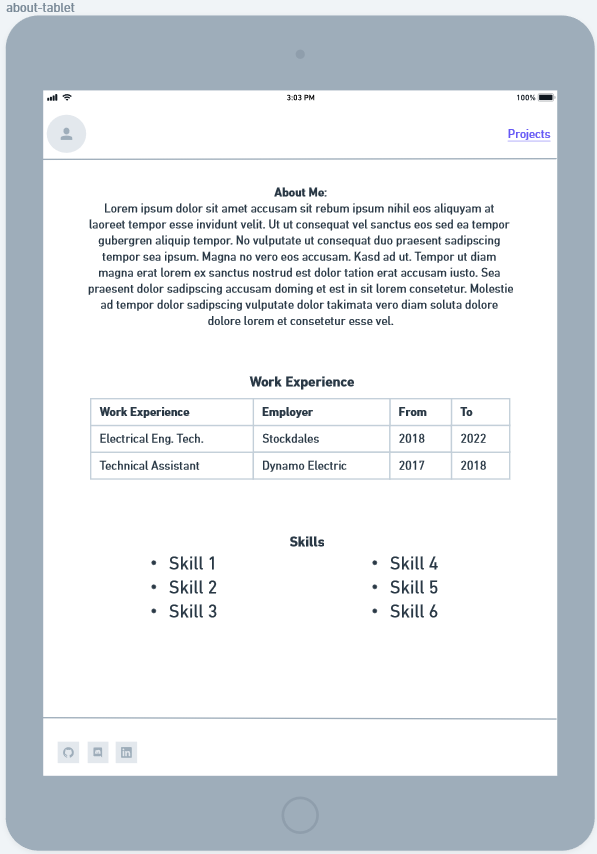 about-tablet
3:03 PM
100%
Projects
About Me:
Lorem ipsum dolor sit amet accusam sit rebum ipsum nihil eos aliquyam at
laoreet tempor esse invidunt velit. Ut ut consequat vel sanctus eos sed ea tempor
gubergren aliquip tempor. No vulputate ut consequat duo praesent sadipscing
tempor sea ipsum. Magna no vero eos accusam. Kasd ad ut. Tempor ut diam
magna erat lorem ex sanctus nostrud est dolor tation erat accusam iusto. Sea
praesent dolor sadipscing accusam doming et est in sit lorem consetetur. Molestie
ad tempor dolor sadipscing vulputate dolor takimata vero diam soluta dolore
dolore lorem et consetetur esse vel.
Work Experience
Work Experience Employer From To
Electrical Eng. Tech. Stockdales 2018 2022
Technical Assistant Dynamo Electric 2017 2018
Skills
• Skill 1
• Skill 2
• Skill 3
• Skill 4
• Skill 5
• Skill 6
in